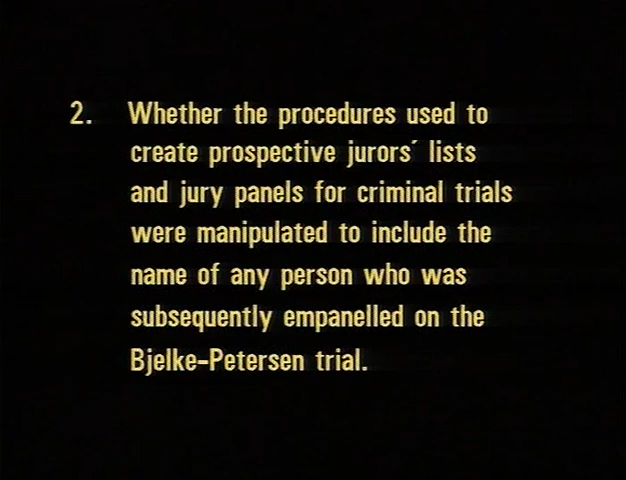 2. Whether the procedures used to
create prospective jurors' lists
and jury panels for criminal trials
were manipulated to include the
name of any person who was
subsequently empanelled on the
Bjelke-Petersen trial.